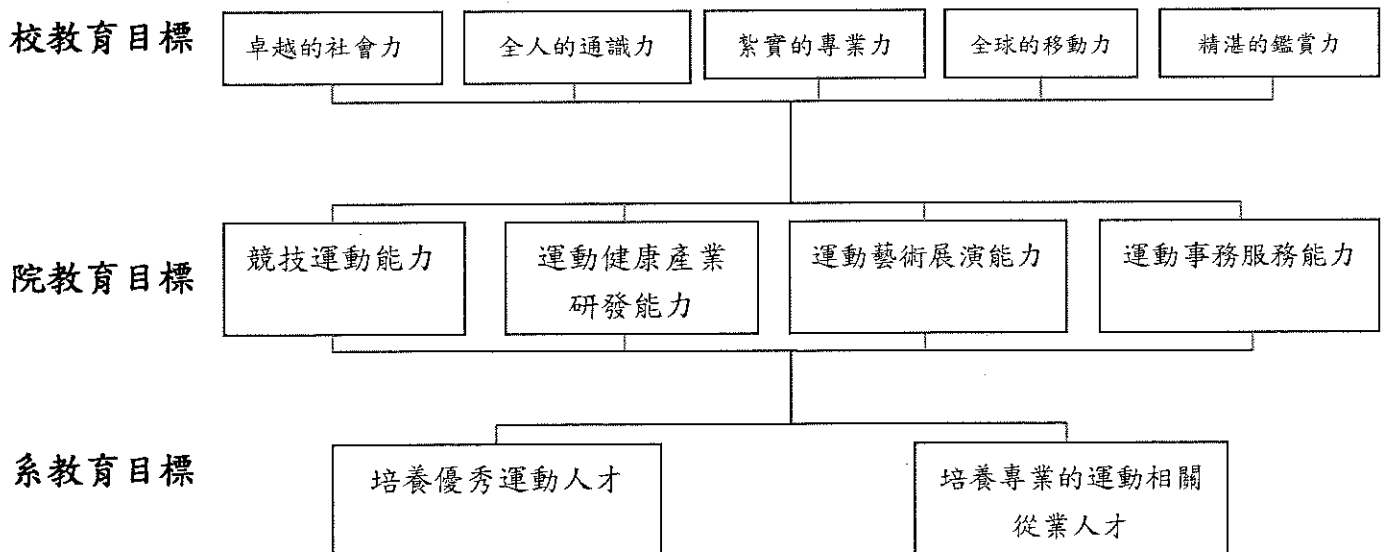 校教育目標
卓越的社會力
全人的通識力
紮實的專業力
全球的移動力
精湛的鑑賞力
院教育目標
競技運動能力
運動健康產業
研發能力
運動藝術展演能力
運動事務服務能力
系教育目標
培養優秀運動人才
培養專業的運動相關
從業人才